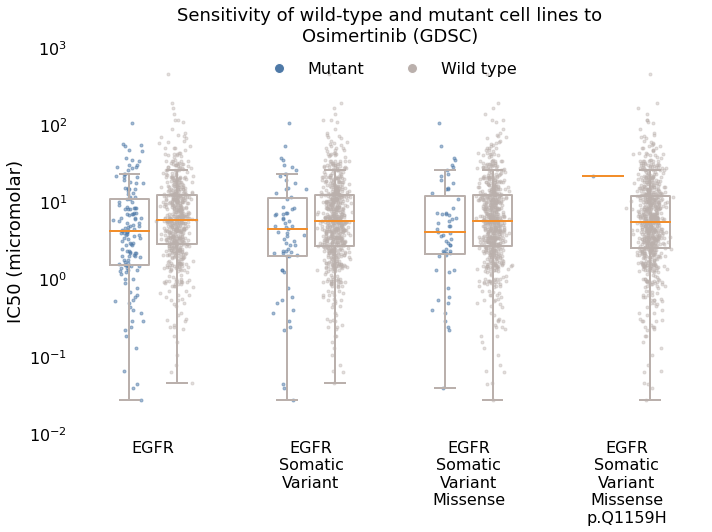 Sensitivity of wild-type and mutant cell lines to
Osimertinib (GDSC)
Mutant
Wild type
IC50 (micromolar)
10³
10²
10¹
10⁰
10⁻¹
10⁻²
EGFR
EGFR
Somatic
Variant
EGFR
Somatic
Variant
Missense
EGFR
Somatic
Variant
Missense
p.Q1159H